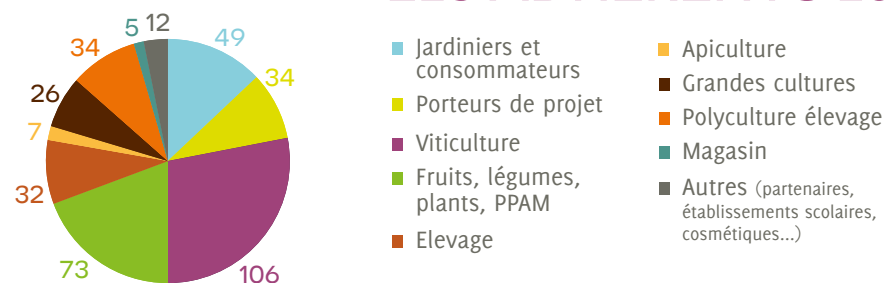 5 12
49
34
34
26
7
32
73
106
Jardiniers et
consommateurs
Porteurs de projet
Viticulture
Fruits, légumes,
plants, PPAM
Elevage
Apiculture
Grandes cultures
Polyculture élevage
Magasin
Autres (partenaires,
établissements scolaires,
cosmétiques...)